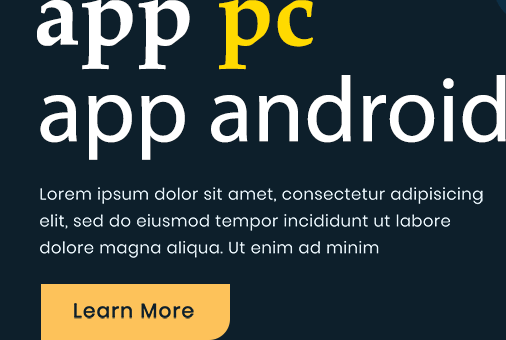 app pc
app android
Lorem ipsum dolor sit amet, consectetur adipisicing
elit, sed do eiusmod tempor incididunt ut labore
dolore magna aliqua. Ut enim ad minim
Learn More